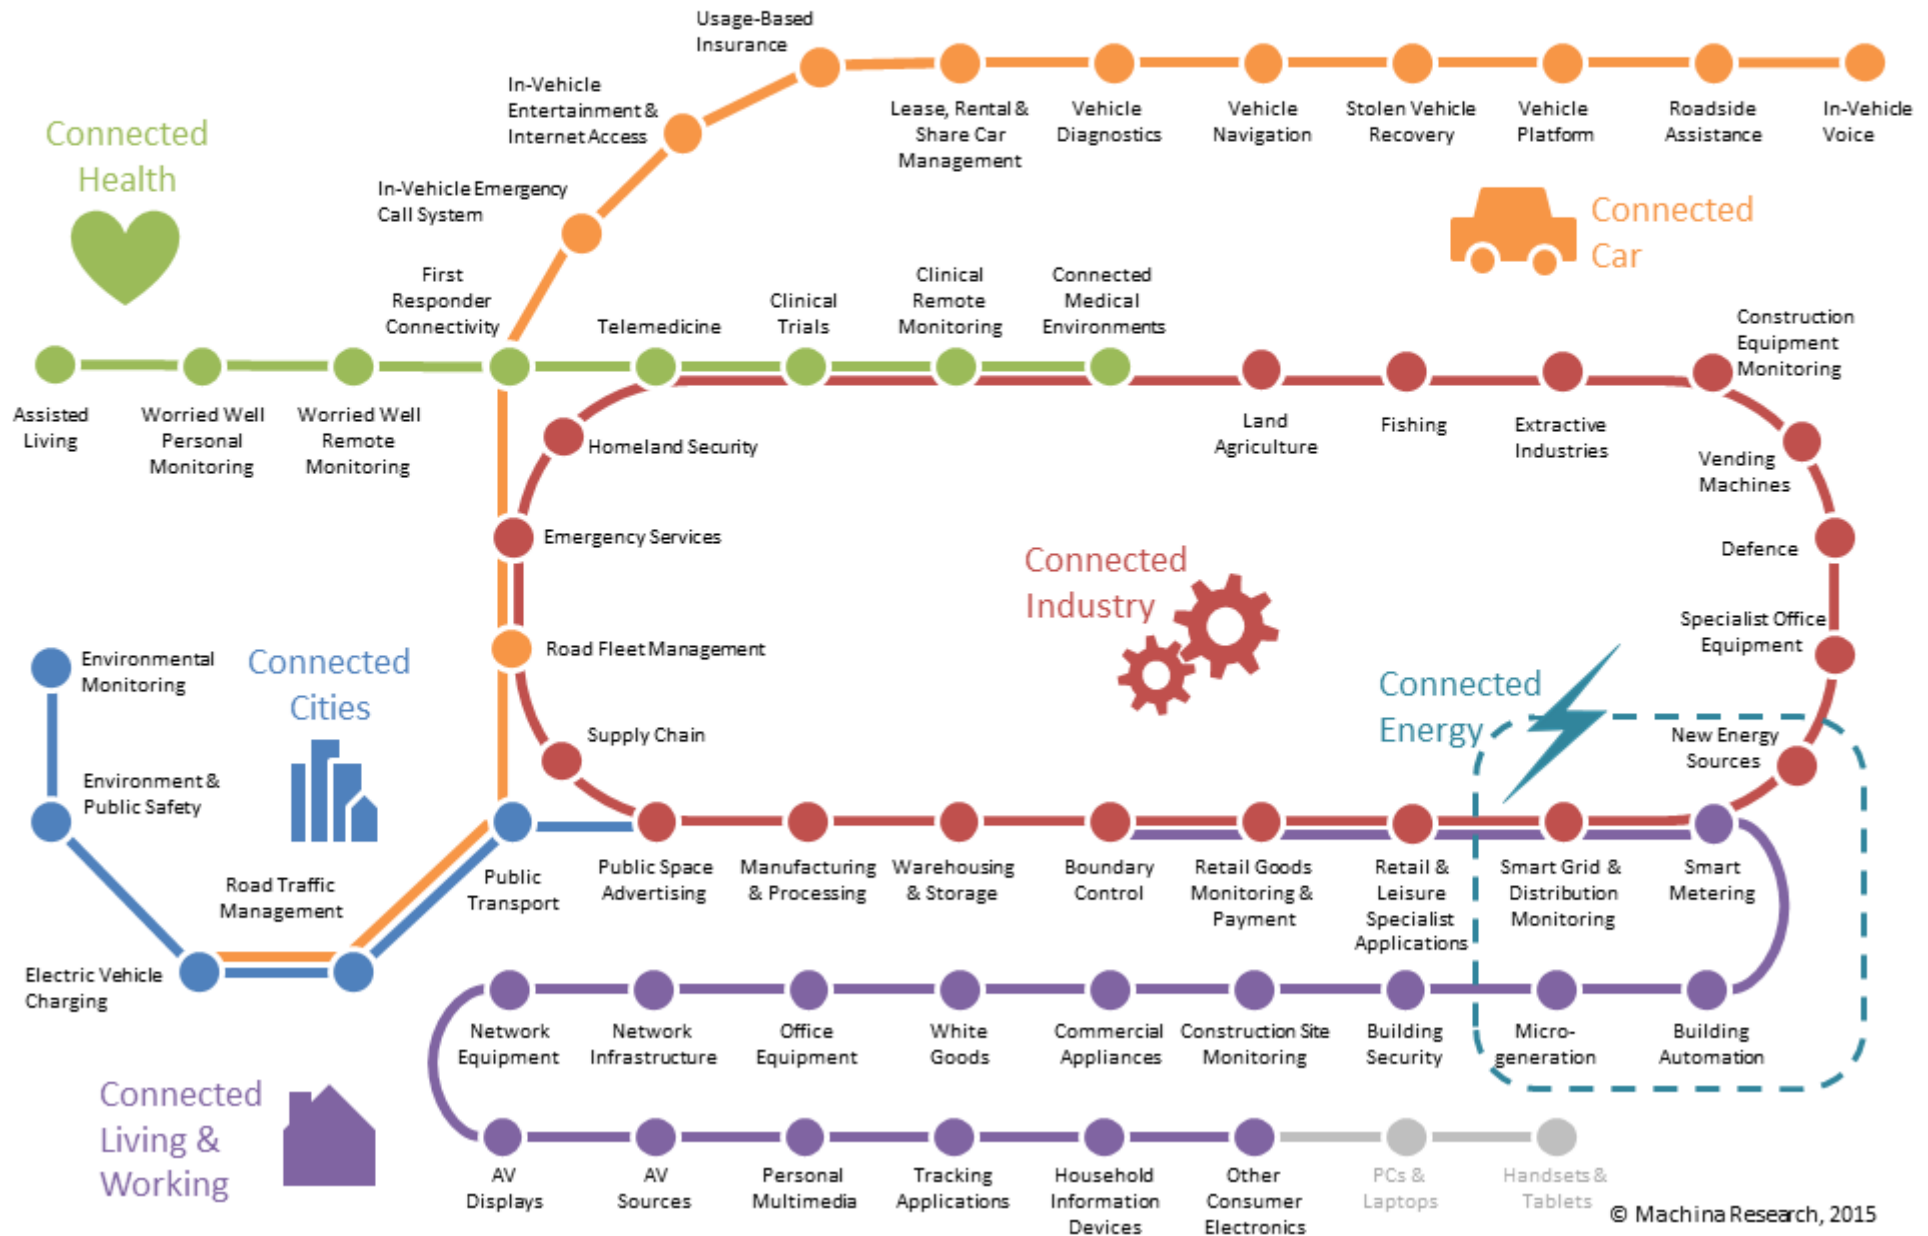 Usage-Based
Insurance
In-Vehicle
Entertainment &
Internet Access
Lease, Rental &
Share Car
Management
Vehicle
Diagnostics
Vehicle
Navigation
Stolen Vehicle
Recovery
Vehicle
Platfom
Roadside
Assistance
In-Vehicle
Voice
Connected
Health
In-Vehicle Emergency
Call System
Connected
Car
First
Responder
Connectivity
Telemedicine
Clinical
Trials
Clinical
Remote
Monitoring
Connected
Medical
Environments
Construction
Equipment
Monitoring
Assisted
Living
Worried Well
Personal
Monitoring
Worried Well
Remote
Monitoring
Homeland Security
Land
Agriculture
Fishing
Extractive
Industries
Vending
Machines
Emergency Services
Connected
Industry
Defence
Specialist Office
Equipment
Environmental
Monitoring
Connected
Cities
Road Fleet Management
Connected
Energy
Supply Chain
New Energy
Sources
Environment &
Public Safety
Road Traffic
Management
Public
Transport
Public Space
Advertising
Manufacturing
& Processing
Warehousing
& Storage
Boundary
Control
Retail Goods
Monitoring &
Payment
Retail &
Leisure
Specialist
Applications
Smart Grid &
Distribution
Monitoring
Smart
Metering
Electric Vehicle
Charging
Network
Equipment
Network
Infrastructure
Office
Equipment
White
Goods
Commercial
Appliances
Construction Site
Monitoring
Building
Security
Micro-
generation
Building
Automation
Connected
Living &
Working
AV
Displays
AV
Sources
Personal
Multimedia
Tracking
Applications
Household
Information
Devices
Other
Consumer
Electronics
PCs &
Laptops
Handsets &
Tablets
© Machina Research, 2015